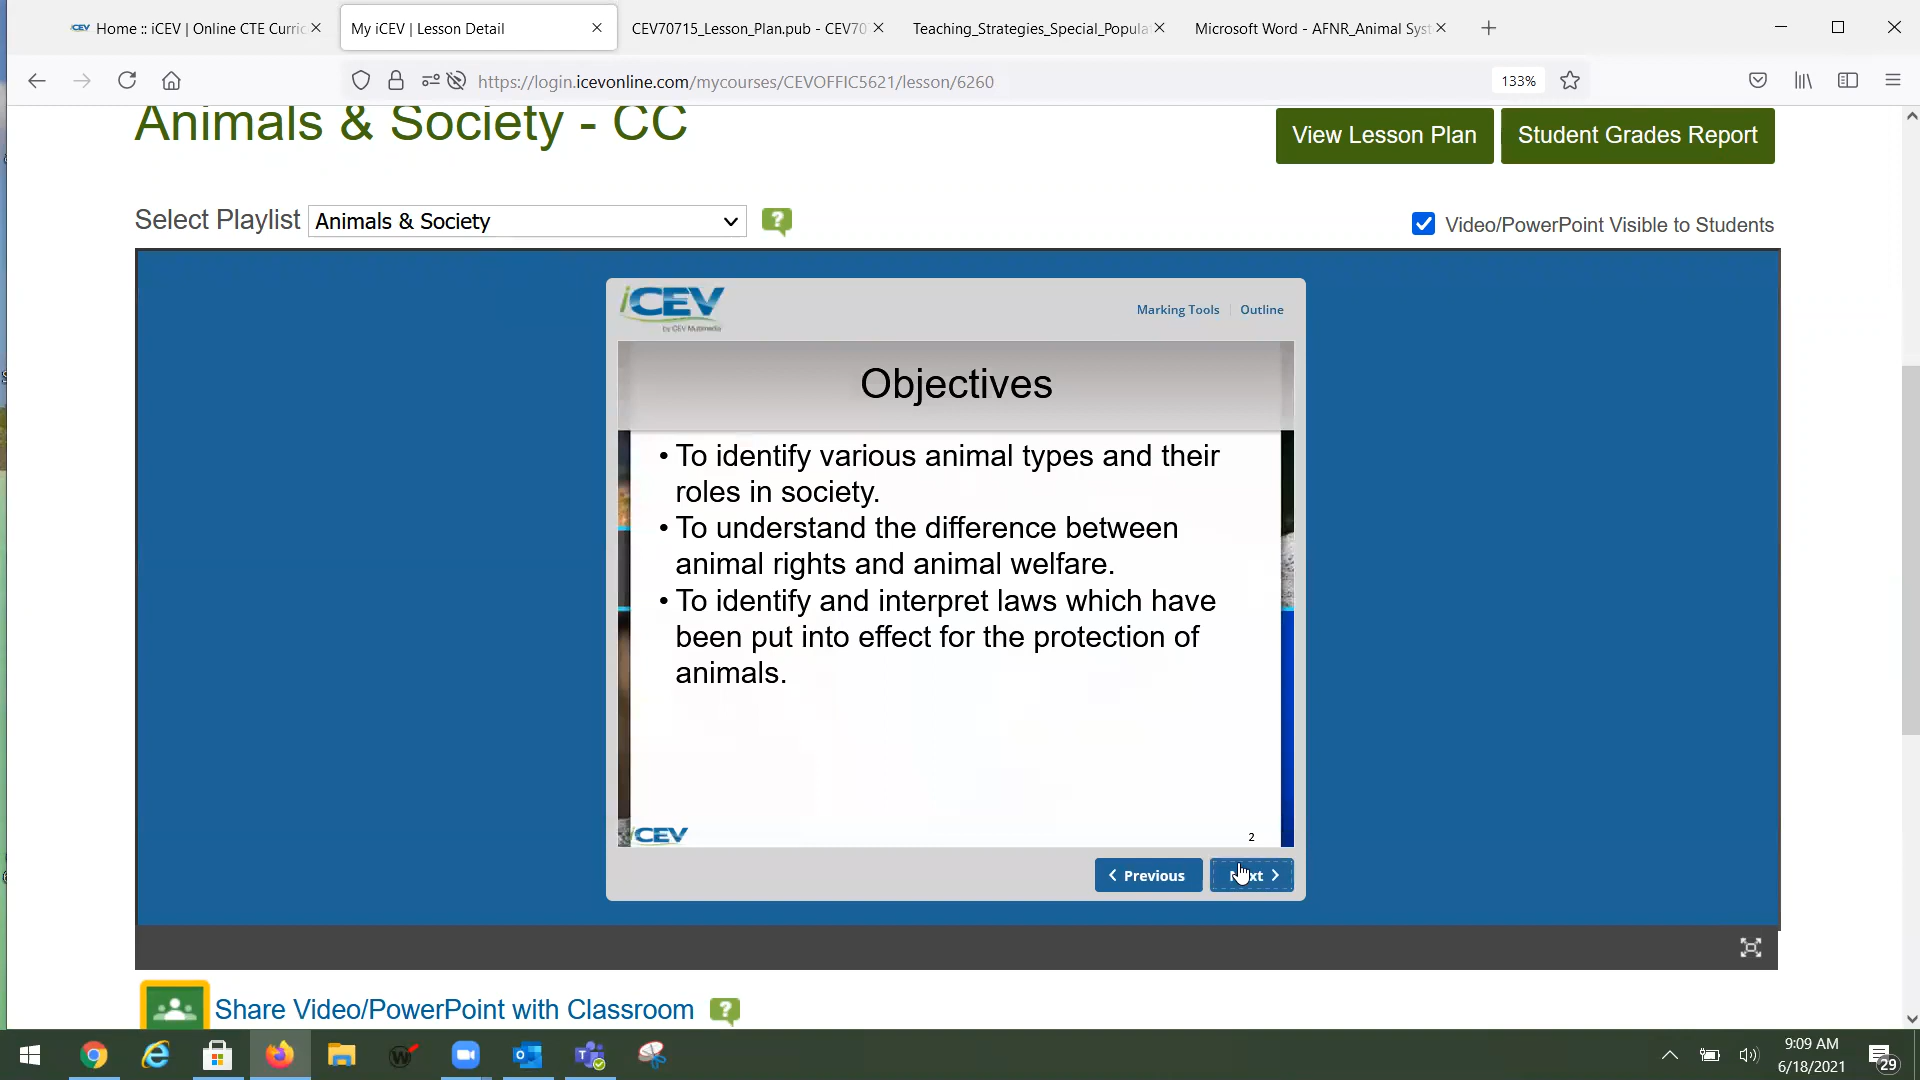 iCEV Home :: iCEV | Online CTE Curric
My iCEV | Lesson Detail
CEV70715_Lesson_Plan.pub - CEV70
Teaching_Strategies_Special_Popula
Microsoft Word - AFNR_Animal Syst
https://login.icevonline.com/mycourses/CEVOFFIC5621/lesson/6260
133%
Animals & Society - CC
View Lesson Plan
Student Grades Report
Select Playlist
Animals & Society
?
Video/PowerPoint Visible to Students
iCEV
by CEV Multimedia
Marking Tools
Outline
Objectives
• To identify various animal types and their
roles in society.
• To understand the difference between
animal rights and animal welfare.
• To identify and interpret laws which have
been put into effect for the protection of
animals.
iCEV
2
Previous
Next
Share Video/PowerPoint with Classroom
?
9:09 AM
6/18/2021
29